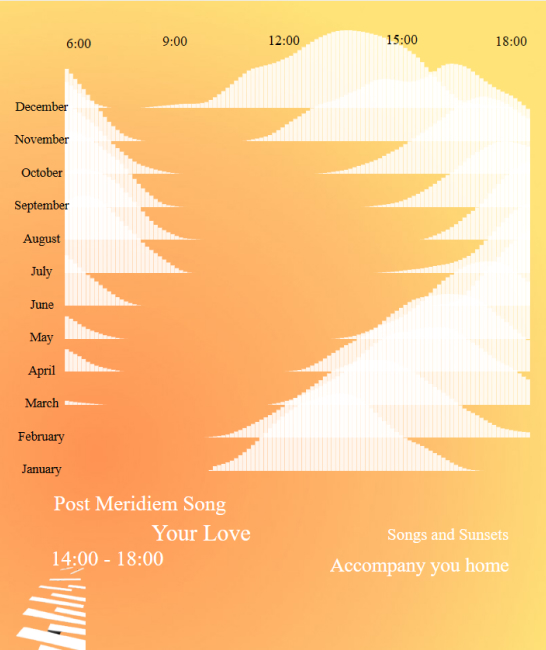 6:00 9:00 12:00 15:00 18:00
December
November
October
September
August
July
June
May
April
March
February
January
Post Meridiem Song
Your Love
14:00 - 18:00
Songs and Sunsets
Accompany you home